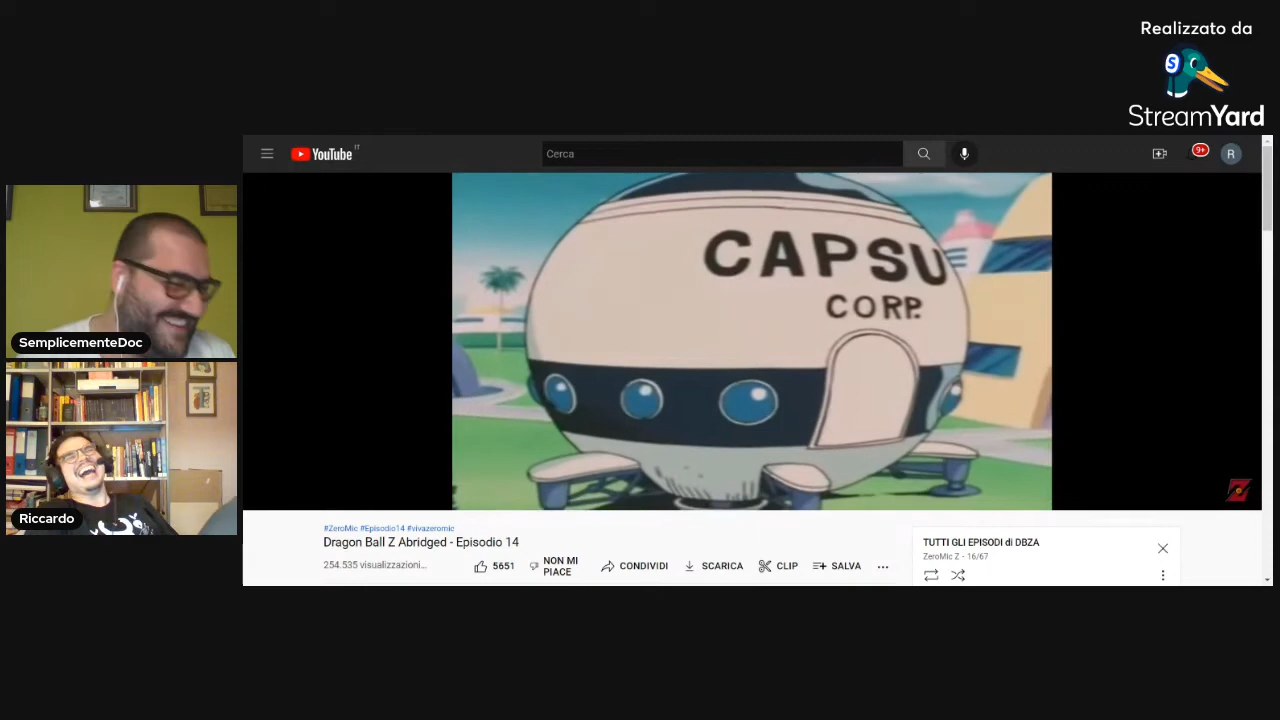 Realizzato da
S
StreamYard
YouTube IT
Cerca
9+
R
CAPSU
CORP.
SemplicementeDoc
Riccardo
#ZeroMic #Episodio14 #vivazeromic
Dragon Ball Z Abridged - Episodio 14
254.535 visualizzazioni...
5651
NON MI
PIACE
CONDIVIDI
SCARICA
CLIP
SALVA
TUTTI GLI EPISODI di DBZA
ZeroMic Z - 16/67